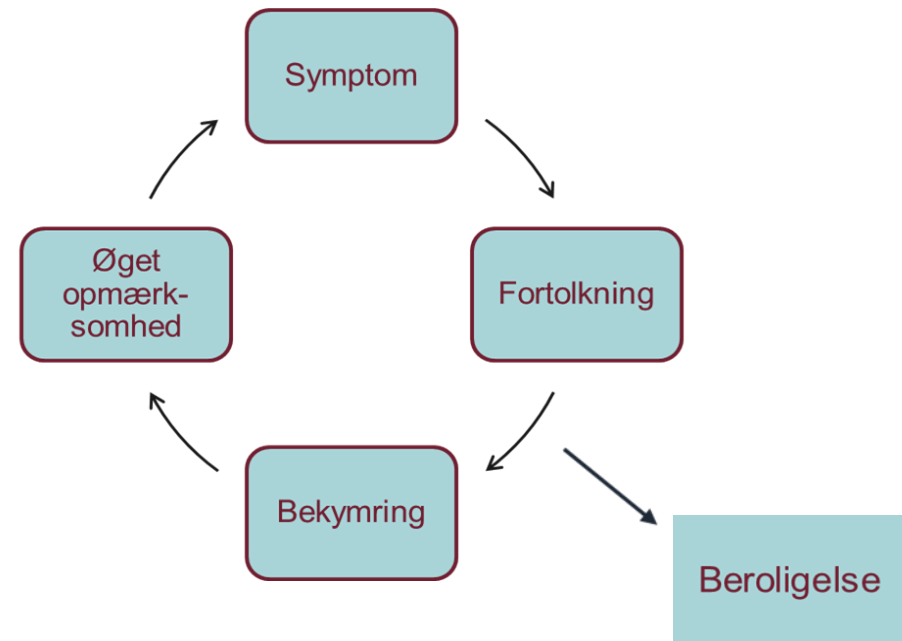 Symptom
Øget
opmærk-
somhed
Fortolkning
Bekymring
Beroligelse